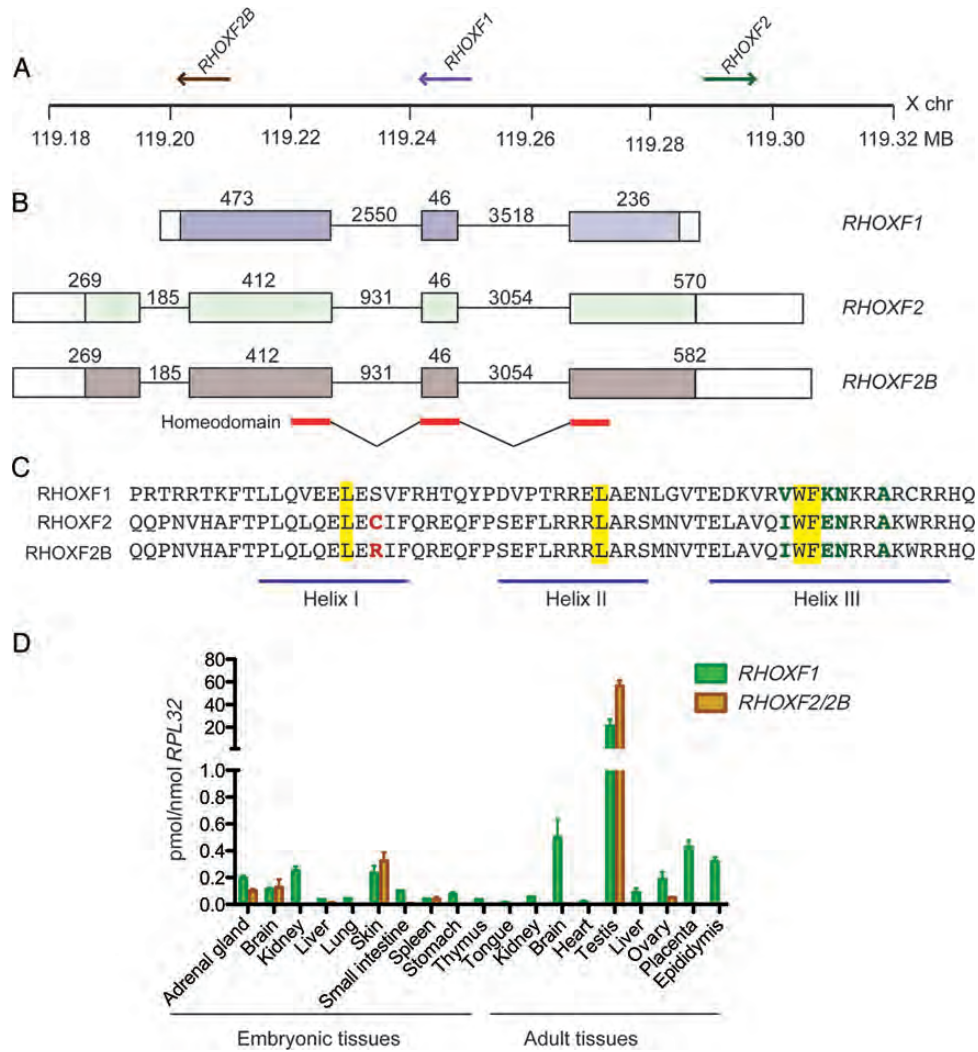 A
RHOXF2B
RHOXF1
RHOXF2
X chr
119.18 119.20 119.22 119.24 119.26 119.28 119.30 119.32 MB
B
473 2550 46 3518 236 RHOXF1
269 185 412 931 46 3054 570 RHOXF2
269 185 412 931 46 3054 582 RHOXF2B
Homeodomain
C
RHOXF1 PRTRRTKFTLLQVEELESVFRHTQYPDVPTRRELAENLGVTEDKVRVWFKNKRARCRRHQ
RHOXF2 QQPNVHAFTPLQLQELECIFQREQFPSEFLRRRLARSMNVTELAVQIWFENRRAKWRRHQ
RHOXF2B QQPNVHAFTPLQLQELERIFQREQFPSEFLRRRLARSMNVTELAVQIWFENRRAKWRRHQ
Helix I Helix II Helix III
D
pmol/nmol RPL32
80
60
40
20
1.0
0.8
0.6
0.4
0.2
0.0
RHOXF1
RHOXF2/2B
Adrenal gland
Brain
Kidney
Liver
Lung
Skin
Small intestine
Spleen
Stomach
Thymus
Tongue
Kidney
Brain
Heart
Testis
Liver
Ovary
Placenta
Epididymis
Embryonic tissues Adult tissues